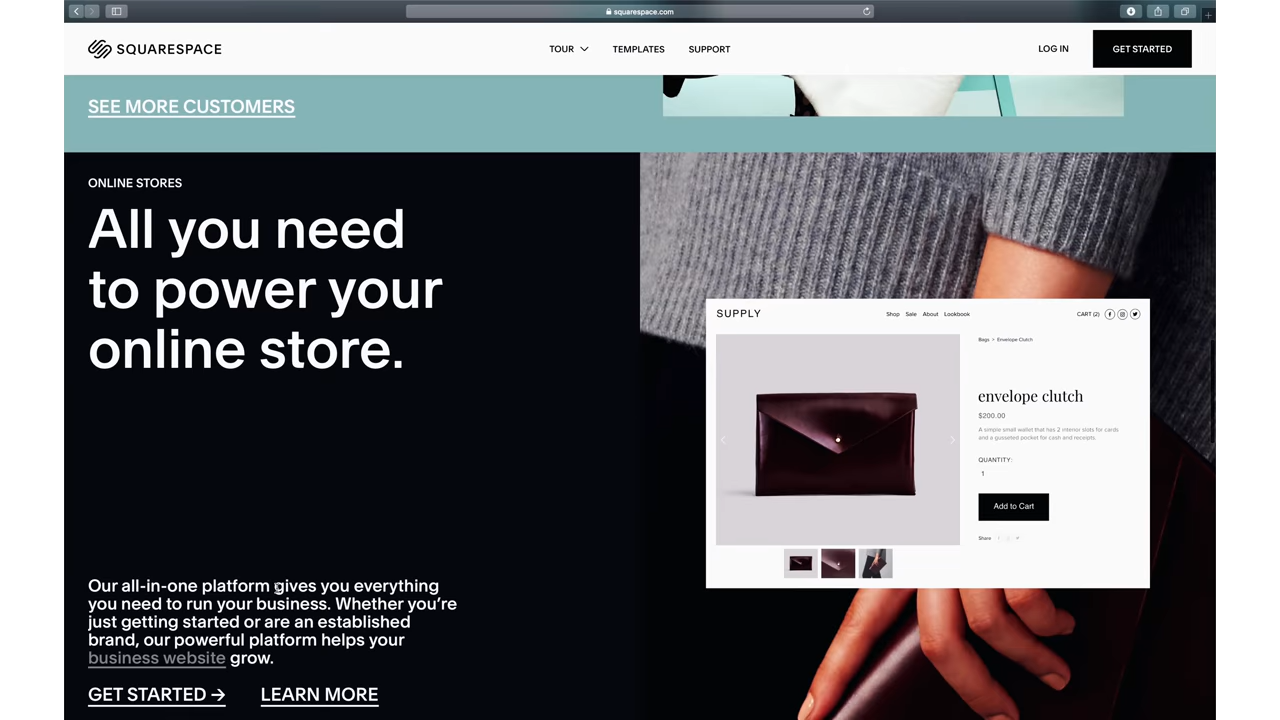 squarespace.com
SQUARESPACE
TOUR
TEMPLATES
SUPPORT
LOG IN
GET STARTED
SEE MORE CUSTOMERS
ONLINE STORES
All you need
to power your
online store.
Our all-in-one platform gives you everything
you need to run your business. Whether you're
just getting started or are an established
brand, our powerful platform helps your
business website grow.
GET STARTED →
LEARN MORE
SUPPLY
Shop Sale About Lookbook
CART (2)
Bags > Envelope Clutch
envelope clutch
$200.00
A simple small wallet that has 2 interior slots for cards
and a gusseted pocket for cash and receipts.
QUANTITY:
1
Add to Cart
Share